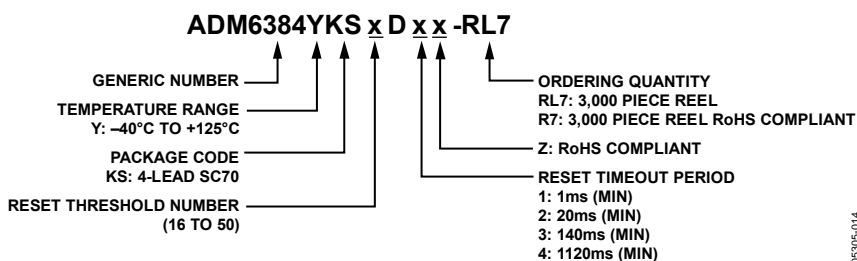 ADM6384YKS x D x x -RL7
GENERIC NUMBER
TEMPERATURE RANGE
Y: –40°C TO +125°C
PACKAGE CODE
KS: 4-LEAD SC70
RESET THRESHOLD NUMBER
(16 TO 50)
ORDERING QUANTITY
RL7: 3,000 PIECE REEL
R7: 3,000 PIECE REEL RoHS COMPLIANT
Z: RoHS COMPLIANT
RESET TIMEOUT PERIOD
1: 1ms (MIN)
2: 20ms (MIN)
3: 140ms (MIN)
4: 1120ms (MIN)
05305-014